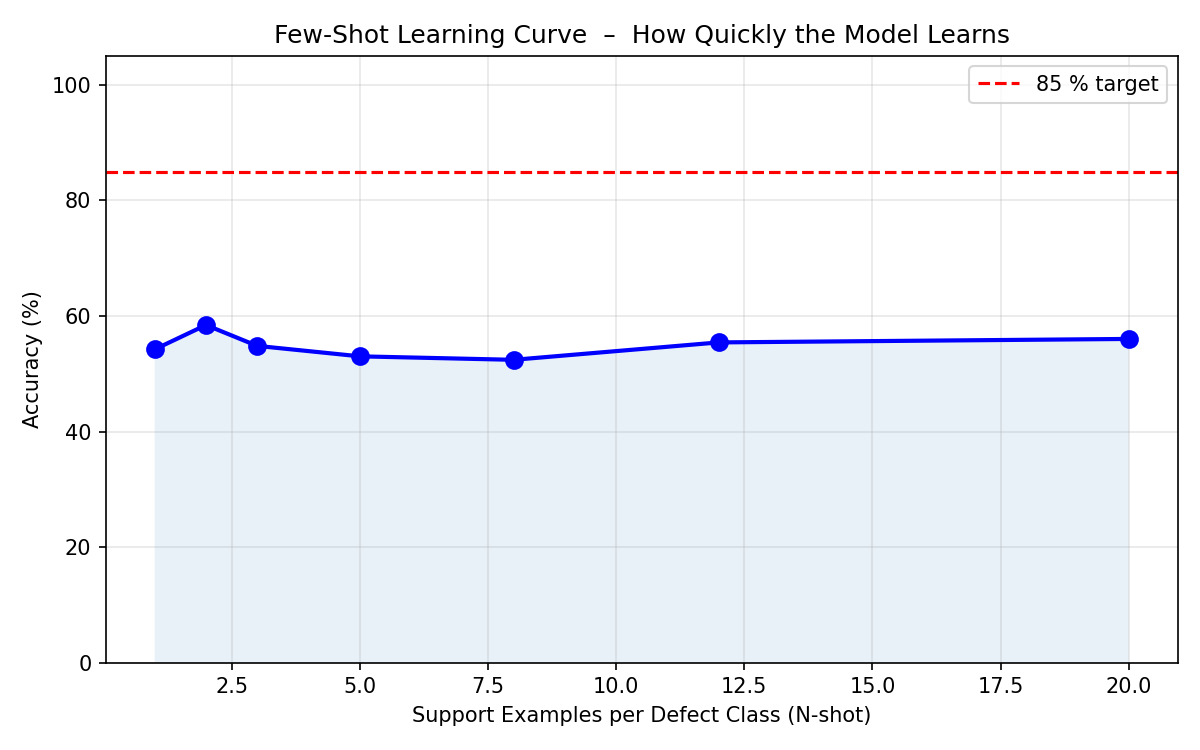 Few-Shot Learning Curve  –  How Quickly the Model Learns
85 % target
100
80
60
40
20
0
Accuracy (%)
2.5 5.0 7.5 10.0 12.5 15.0 17.5 20.0
Support Examples per Defect Class (N-shot)